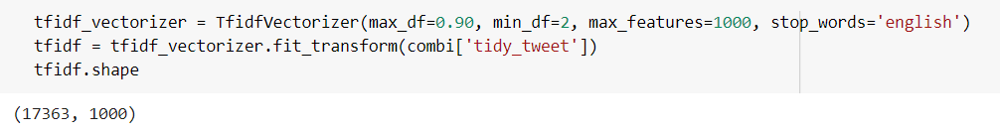 tfidf_vectorizer = TfidfVectorizer(max_df=0.90, min_df=2, max_features=1000, stop_words='english')
tfidf = tfidf_vectorizer.fit_transform(combi['tidy_tweet'])
tfidf.shape
(17363, 1000)